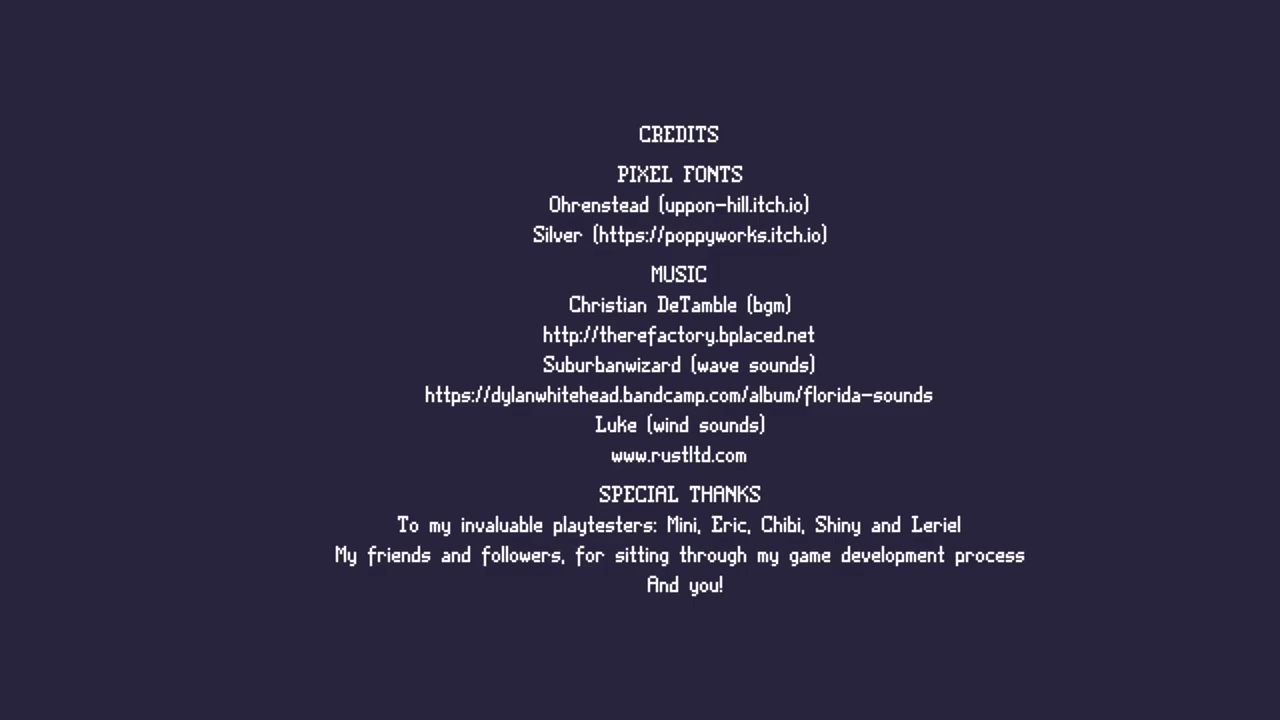 CREDITS
PIXEL FONTS
Ohrenstead (uppon-hill.itch.io)
Silver (https://poppyworks.itch.io)
MUSIC
Christian DeTamble (bgm)
http://therefactory.bplaced.net
Suburbanwizard (wave sounds)
https://dylanwhitehead.bandcamp.com/album/florida-sounds
Luke (wind sounds)
www.rustltd.com
SPECIAL THANKS
To my invaluable playtesters: Mini, Eric, Chibi, Shiny and Leriel
My friends and followers, for sitting through my game development process
And you!